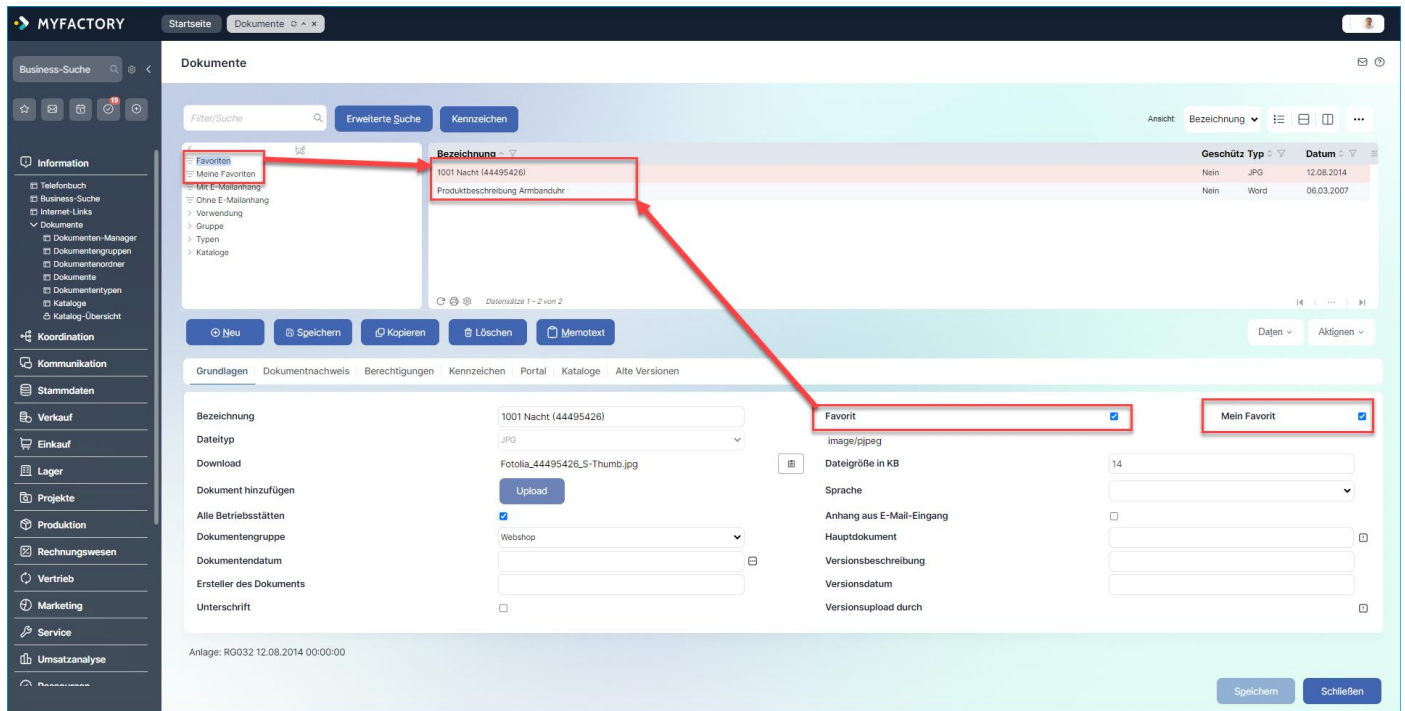 MYFACTORY
Startseite
Dokumente
Business-Suche
Dokumente
19
Filter/Suche
Erweiterte Suche
Kennzeichen
Ansicht: Bezeichnung
Information
Telefonbuch
Business-Suche
Internet-Links
Dokumente
Dokumenten-Manager
Dokumentengruppen
Dokumentenordner
Dokumente
Dokumententypen
Kataloge
Katalog-Übersicht
Koordination
Kommunikation
Stammdaten
Verkauf
Einkauf
Lager
Projekte
Produktion
Rechnungswesen
Vertrieb
Marketing
Service
Umsatzanalyse
Ressourcen
Favoriten
Meine Favoriten
Mit E-Mailanhang
Ohne E-Mailanhang
Verwendung
Gruppe
Typen
Kataloge
Bezeichnung Geschütz Typ Datum
1001 Nacht (44495426) Nein JPG 12.08.2014
Produktbeschreibung Armbanduhr Nein Word 06.03.2007
Datensätze 1 - 2 von 2
Neu
Speichern
Kopieren
Löschen
Memotext
Daten
Aktionen
Grundlagen
Dokumentnachweis
Berechtigungen
Kennzeichen
Portal
Kataloge
Alte Versionen
Bezeichnung 1001 Nacht (44495426)
Favorit
Mein Favorit
Dateityp JPG
image/pjpeg
Download Fotolia_44495426_S-Thumb.jpg
Dateigröße in KB 14
Dokument hinzufügen Upload
Sprache
Alle Betriebsstätten
Anhang aus E-Mail-Eingang
Dokumentengruppe Webshop
Hauptdokument
Dokumentendatum
Versionsbeschreibung
Ersteller des Dokuments
Versionsdatum
Unterschrift
Versionsupload durch
Anlage: RG032 12.08.2014 00:00:00
Speichern
Schließen